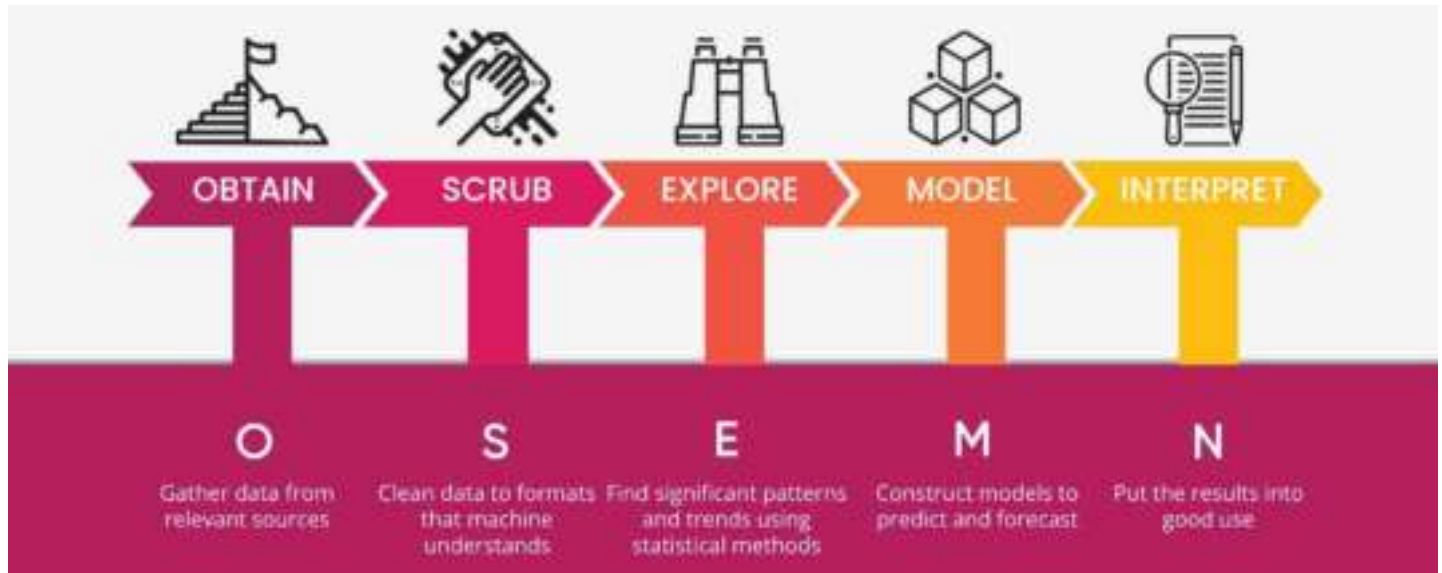 OBTAIN
SCRUB
EXPLORE
MODEL
INTERPRET
O
Gather data from
relevant sources
S
Clean data to formats
that machine
understands
E
Find significant patterns
and trends using
statistical methods
M
Construct models to
predict and forecast
N
Put the results into
good use